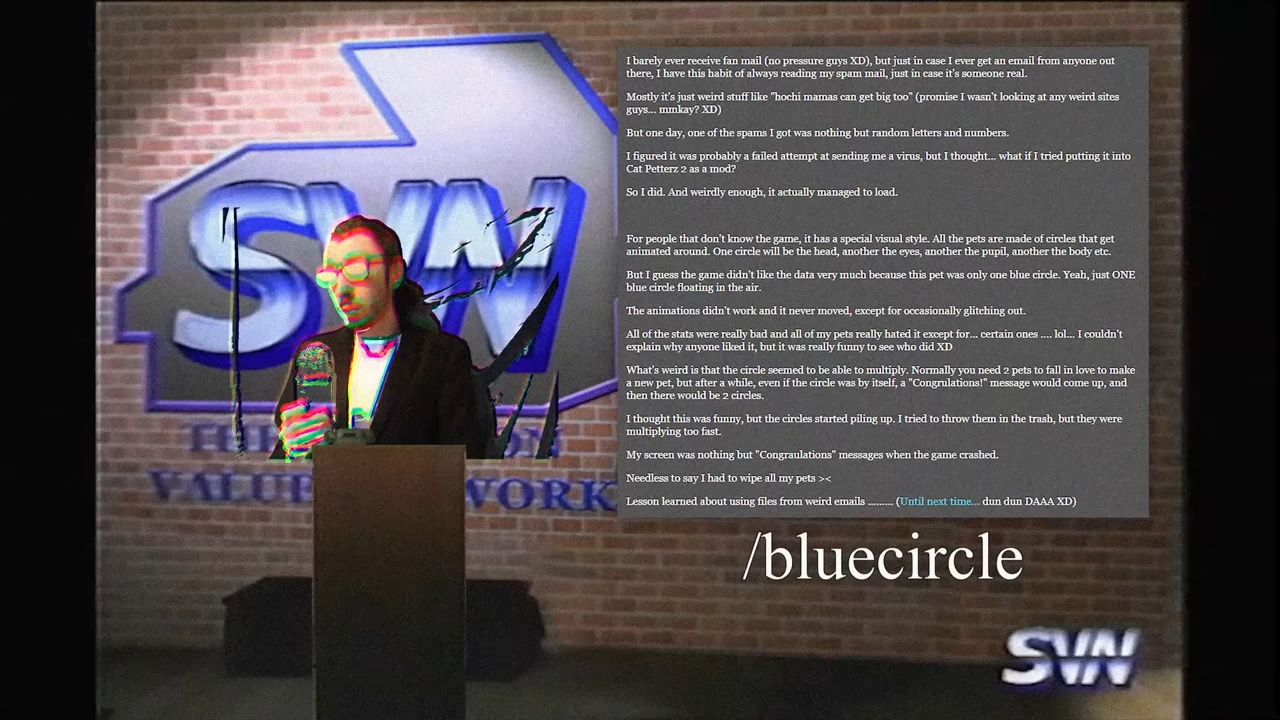 SVN
THE
ON
VALUE
WORK
I barely ever receive fan mail (no pressure guys XD), but just in case I ever get an email from anyone out
there, I have this habit of always reading my spam mail, just in case it's someone real.
Mostly it's just weird stuff like "hochi mamas can get big too" (promise I wasn't looking at any weird sites
guys... mmkay? XD)
But one day, one of the spams I got was nothing but random letters and numbers.
I figured it was probably a failed attempt at sending me a virus, but I thought... what if I tried putting it into
Cat Petterz 2 as a mod?
So I did. And weirdly enough, it actually managed to load.
For people that don't know the game, it has a special visual style. All the pets are made of circles that get
animated around. One circle will be the head, another the eyes, another the pupil, another the body etc.
But I guess the game didn't like the data very much because this pet was only one blue circle. Yeah, just ONE
blue circle floating in the air.
The animations didn't work and it never moved, except for occasionally glitching out.
All of the stats were really bad and all of my pets really hated it except for... certain ones .... lol... I couldn't
explain why anyone liked it, but it was really funny to see who did XD
What's weird is that the circle seemed to be able to multiply. Normally you need 2 pets to fall in love to make
a new pet, but after a while, even if the circle was by itself, a "Congrulations!" message would come up, and
then there would be 2 circles.
I thought this was funny, but the circles started piling up. I tried to throw them in the trash, but they were
multiplying too fast.
My screen was nothing but "Congraulations" messages when the game crashed.
Needless to say I had to wipe all my pets ><
Lesson learned about using files from weird emails ......... (Until next time... dun dun DAAA XD)
/bluecircle
SVN